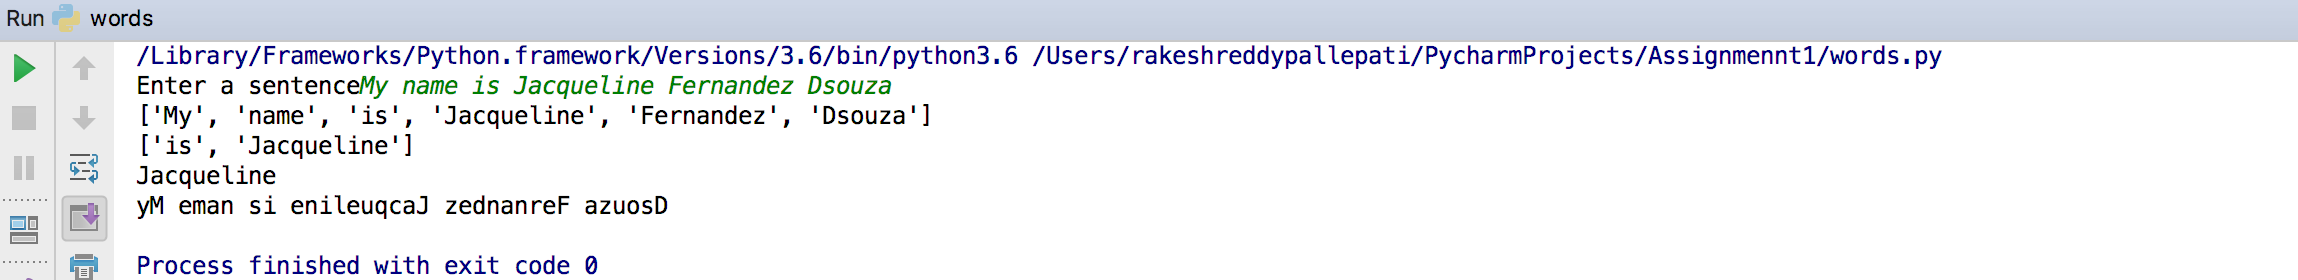 Run words
/Library/Frameworks/Python.framework/Versions/3.6/bin/python3.6 /Users/rakeshreddypallepati/PycharmProjects/Assignmennt1/words.py
Enter a sentenceMy name is Jacqueline Fernandez Dsouza
['My', 'name', 'is', 'Jacqueline', 'Fernandez', 'Dsouza']
['is', 'Jacqueline']
Jacqueline
yM eman si enileuqcaJ zednanreF azuosD
Process finished with exit code 0